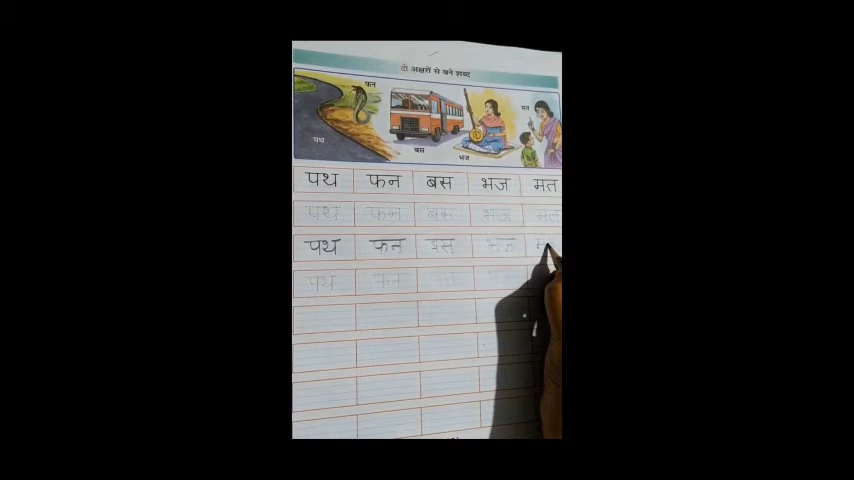 दो अक्षरों से बने शब्द
फन
मत
पथ
बस
भज
पथ फन बस भज मत
पथ फन बस भज मत
पथ फन बस भज म
पथ फन